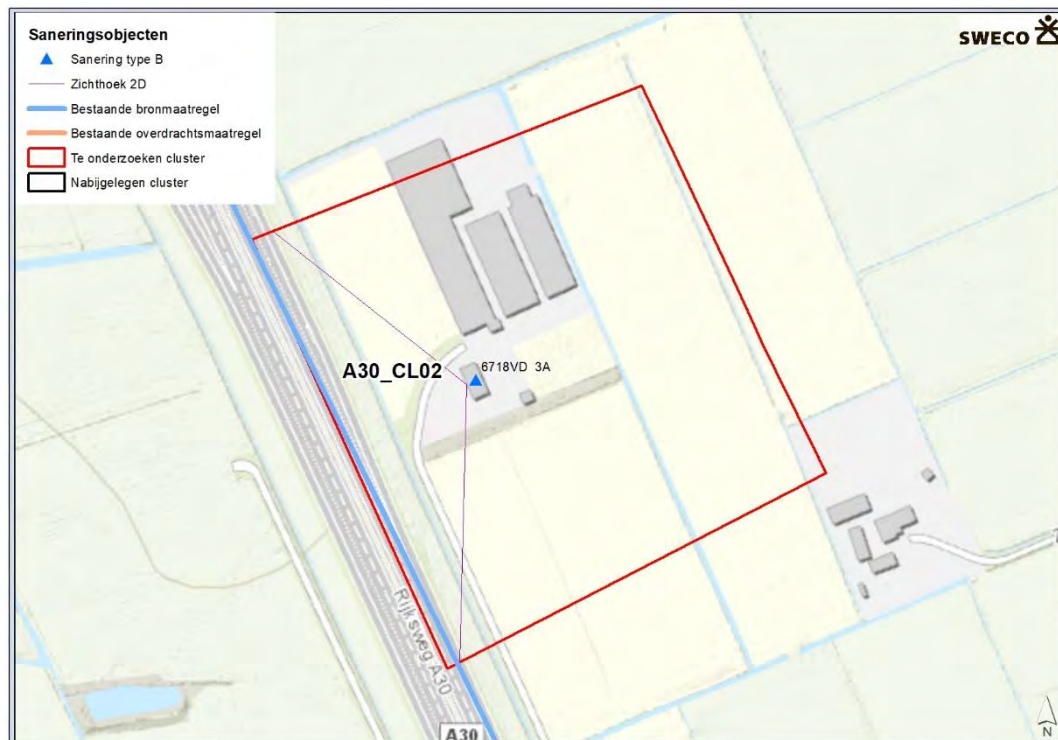 Saneringsobjecten
Sanering type B
Zichthoek 2D
Bestaande bronmaatregel
Bestaande overdrachtsmaatregel
Te onderzoeken cluster
Nabijgelegen cluster
SWECO
A30_CL02
6718VD 3A
Rijksweg A30
A30
N